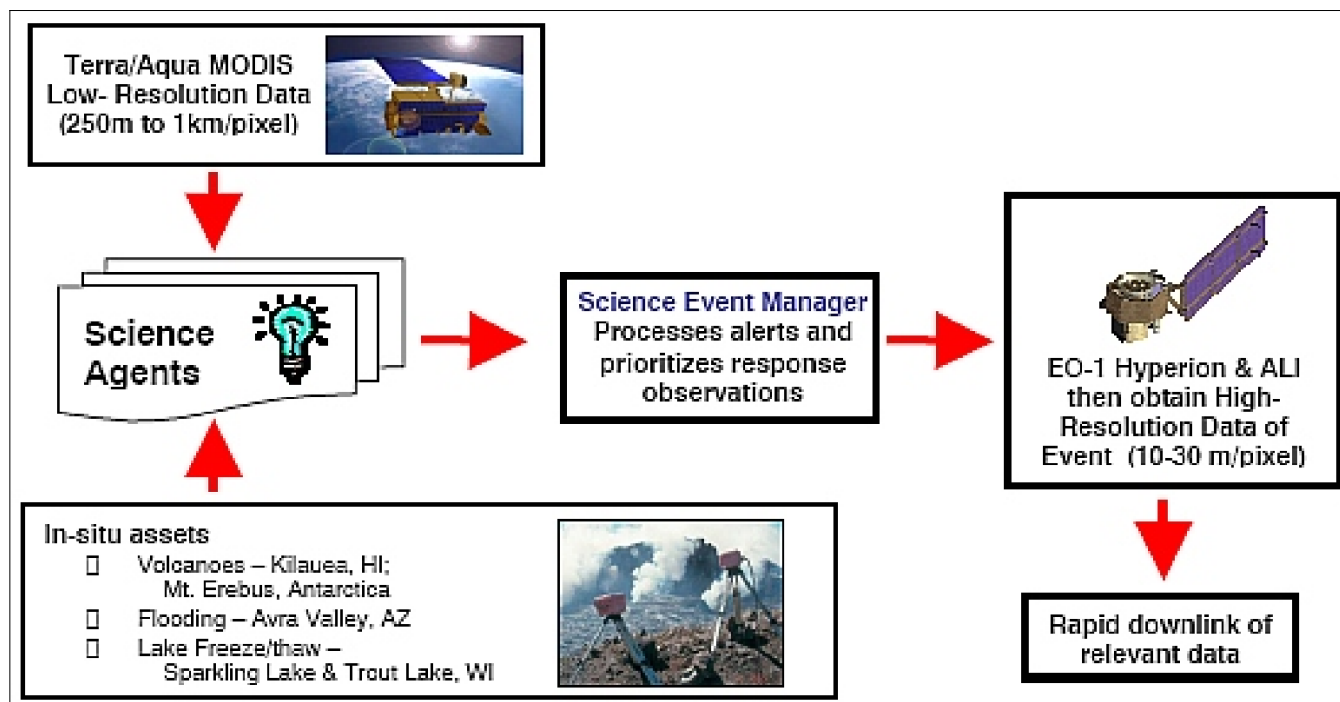 Terra/Aqua MODIS
Low- Resolution Data
(250m to 1km/pixel)
Science
Agents
Science Event Manager
Processes alerts and
prioritizes response
observations
EO-1 Hyperion & ALI
then obtain High-
Resolution Data of
Event (10-30 m/pixel)
In-situ assets
Volcanoes – Kilauea, HI;
Mt. Erebus, Antarctica
Flooding – Avra Valley, AZ
Lake Freeze/thaw –
Sparkling Lake & Trout Lake, WI
Rapid downlink of
relevant data